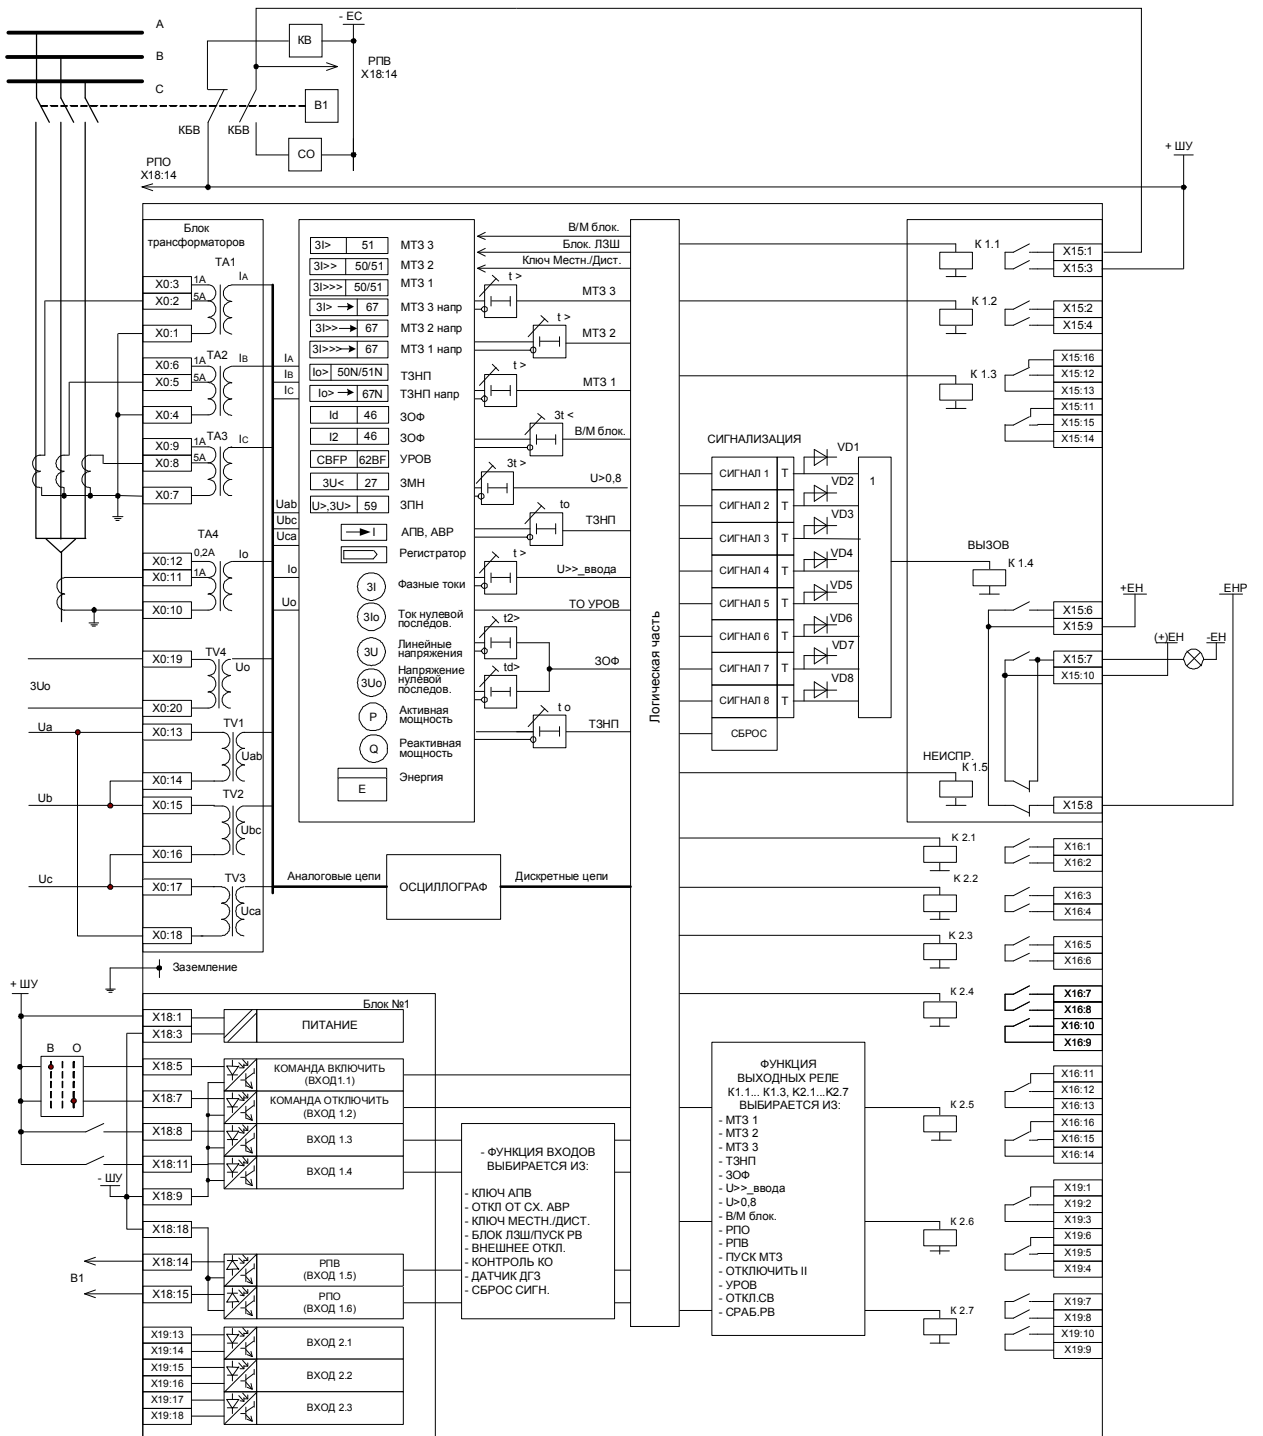 A
B
C
- EC
КВ
РПВ
X18:14
В1
КБВ
КБВ
СО
РПО
X18:14
+ ШУ
Блок
трансформаторов
TA1
X0:3
1A
X0:2
5A
X0:1
IA
TA2
X0:6
1A
X0:5
5A
X0:4
IB
TA3
X0:9
1A
X0:8
5A
X0:7
IC
TA4
X0:12
0,2A
X0:11
1A
X0:10
Io
TV4
X0:19
Uo
3Uo
X0:20
Ua
X0:13
TV1
Uab
X0:14
Ub
X0:15
TV2
Ubc
X0:16
Uc
X0:17
TV3
Uca
X0:18
Заземление
IA
IB
IC
Uab
Ubc
Uca
Io
Uo
3I> 51 МТЗ 3
3I>> 50/51 МТЗ 2
3I>>> 50/51 МТЗ 1
3I> 67 МТЗ 3 напр
3I>> 67 МТЗ 2 напр
3I>>> 67 МТЗ 1 напр
Io> 50N/51N ТЗНП
Io> 67N ТЗНП напр
Id 46 ЗОФ
I2 46 ЗОФ
CBFP 62BF УРОВ
3U< 27 ЗМН
U>,3U> 59 ЗПН
I АПВ, АВР
Регистратор
3I Фазные токи
3Io Ток нулевой
последов.
3U Линейные
напряжения
3Uo Напряжение
нулевой
последов.
P Активная
мощность
Q Реактивная
мощность
E Энергия
В/М блок.
Блок. ЛЗШ
Ключ Местн./Дист.
t >
МТЗ 3
t >
МТЗ 2
t >
МТЗ 1
3t <
В/М блок.
3t >
U>0,8
to
ТЗНП
t >
U>>_ввода
ТО УРОВ
t2>
ЗОФ
td>
t o
ТЗНП
Аналоговые цепи
ОСЦИЛЛОГРАФ
Дискретные цепи
Логическая часть
СИГНАЛИЗАЦИЯ
СИГНАЛ 1 T VD1
СИГНАЛ 2 T VD2
СИГНАЛ 3 T VD3
СИГНАЛ 4 T VD4
СИГНАЛ 5 T VD5
СИГНАЛ 6 T VD6
СИГНАЛ 7 T VD7
СИГНАЛ 8 T VD8
СБРОС
1
К 1.1
X15:1
X15:3
К 1.2
X15:2
X15:4
К 1.3
X15:16
X15:12
X15:13
X15:11
X15:15
X15:14
ВЫЗОВ
К 1.4
X15:6
X15:9
+ЕН
ЕНР
(+)ЕН
-ЕН
X15:7
X15:10
НЕИСПР.
К 1.5
X15:8
К 2.1
X16:1
X16:2
К 2.2
X16:3
X16:4
К 2.3
X16:5
X16:6
К 2.4
X16:7
X16:8
X16:10
X16:9
К 2.5
X16:11
X16:12
X16:13
X16:16
X16:15
X16:14
К 2.6
X19:1
X19:2
X19:3
X19:6
X19:5
X19:4
К 2.7
X19:7
X19:8
X19:10
X19:9
+ ШУ
Блок №1
X18:1
X18:3
ПИТАНИЕ
В О
X18:5
КОМАНДА ВКЛЮЧИТЬ
(ВХОД1.1)
X18:7
КОМАНДА ОТКЛЮЧИТЬ
(ВХОД 1.2)
X18:8
ВХОД 1.3
X18:11
ВХОД 1.4
- ШУ
X18:9
X18:18
X18:14
РПВ
(ВХОД 1.5)
В1
X18:15
РПО
(ВХОД 1.6)
X19:13
X19:14
ВХОД 2.1
X19:15
X19:16
ВХОД 2.2
X19:17
X19:18
ВХОД 2.3
- ФУНКЦИЯ ВХОДОВ
ВЫБИРАЕТСЯ ИЗ:
- КЛЮЧ АПВ
- ОТКЛ ОТ СХ. АВР
- КЛЮЧ МЕСТН./ДИСТ.
- БЛОК ЛЗШ/ПУСК РВ
- ВНЕШНЕЕ ОТКЛ.
- КОНТРОЛЬ КО
- ДАТЧИК ДГЗ
- СБРОС СИГН.
ФУНКЦИЯ
ВЫХОДНЫХ РЕЛЕ
К1.1... К1.3, К2.1...К2.7
ВЫБИРАЕТСЯ ИЗ:
- МТЗ 1
- МТЗ 2
- МТЗ 3
- ТЗНП
- ЗОФ
- U>>_ввода
- U>0,8
- В/М блок.
- РПО
- РПВ
- ПУСК МТЗ
- ОТКЛЮЧИТЬ II
- УРОВ
- ОТКЛ.СВ
- СРАБ.РВ